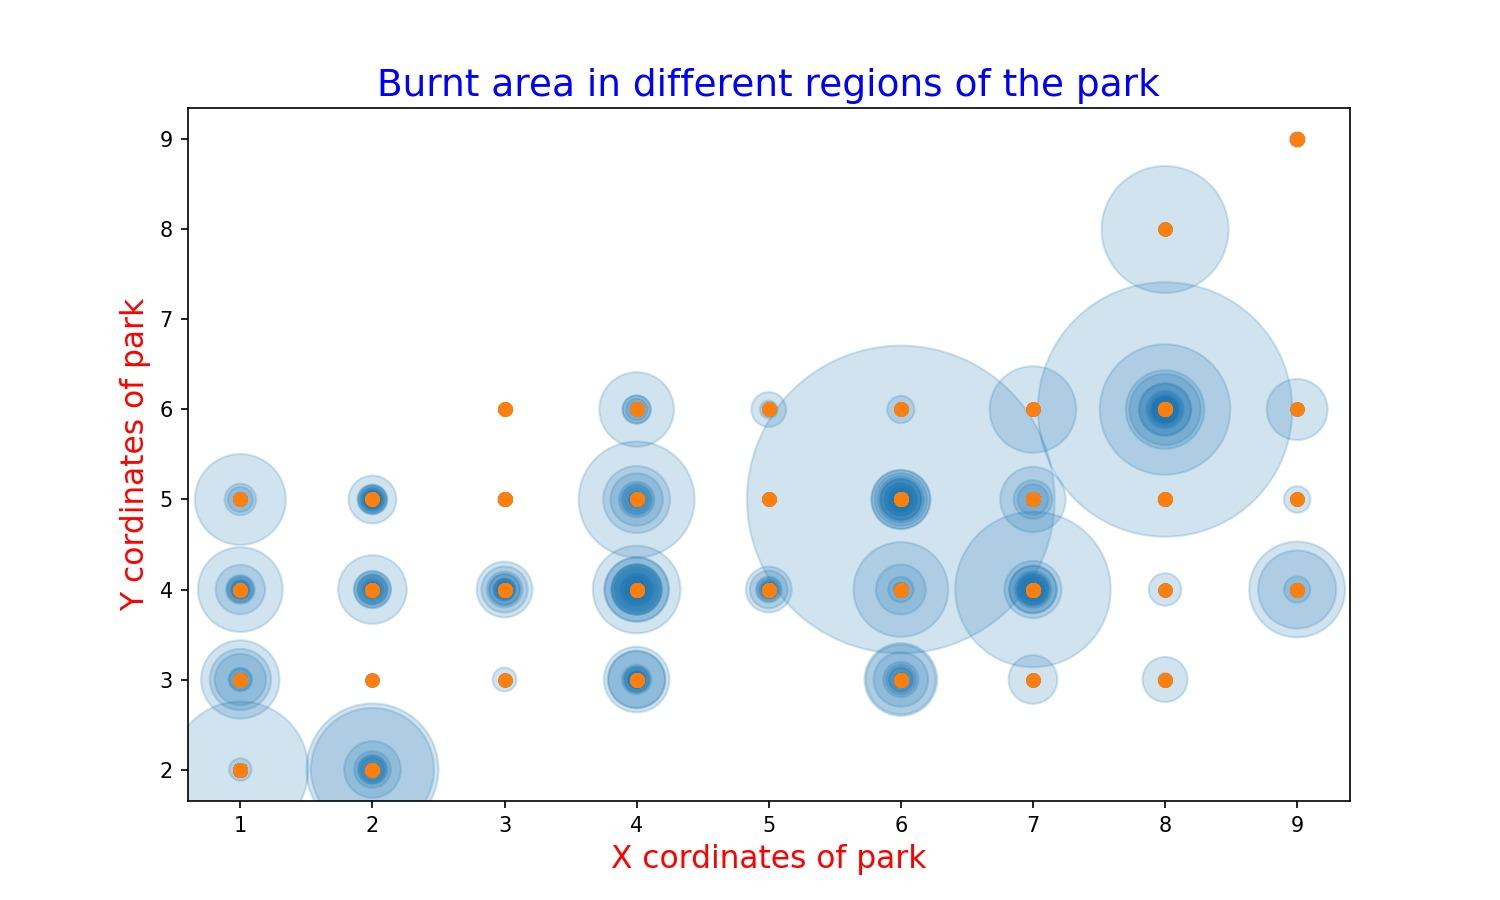 Burnt area in different regions of the park
9
8
7
6
5
4
3
2
Y cordinates of park
1 2 3 4 5 6 7 8 9
X cordinates of park